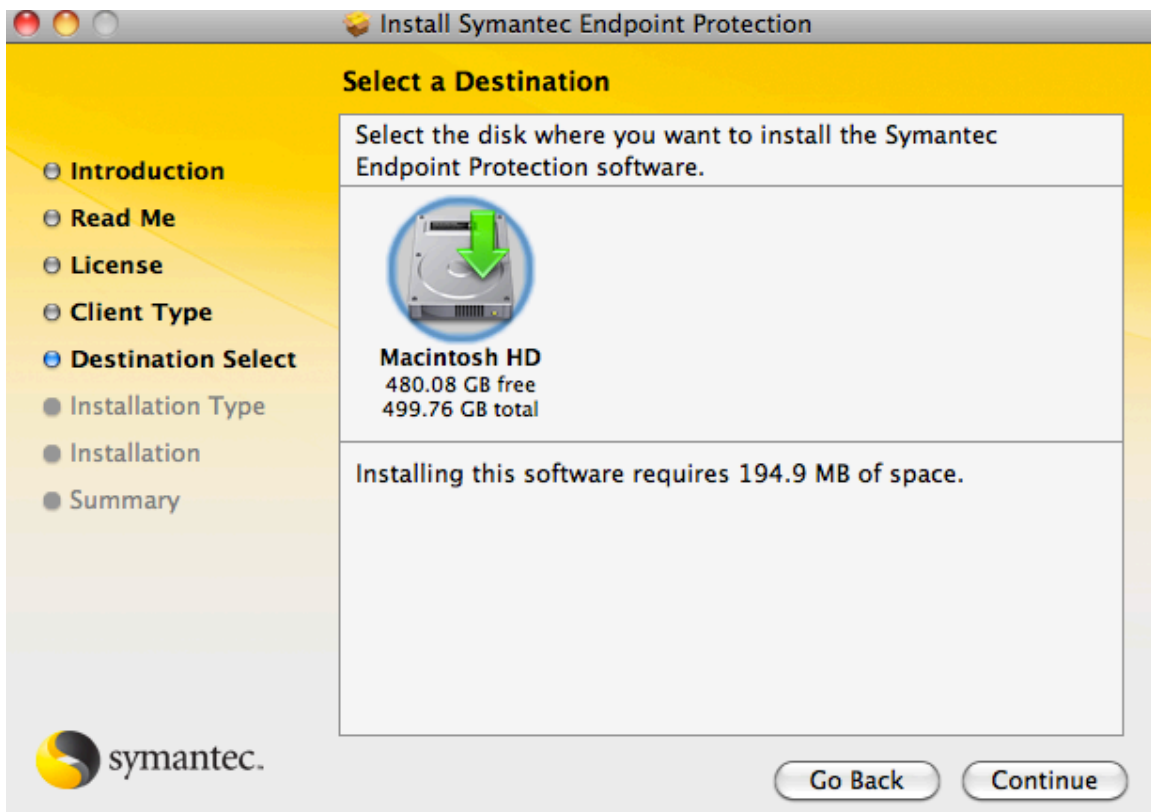 Install Symantec Endpoint Protection
Select a Destination
Introduction
Read Me
License
Client Type
Destination Select
Installation Type
Installation
Summary
Select the disk where you want to install the Symantec
Endpoint Protection software.
Macintosh HD
480.08 GB free
499.76 GB total
Installing this software requires 194.9 MB of space.
symantec.
Go Back
Continue